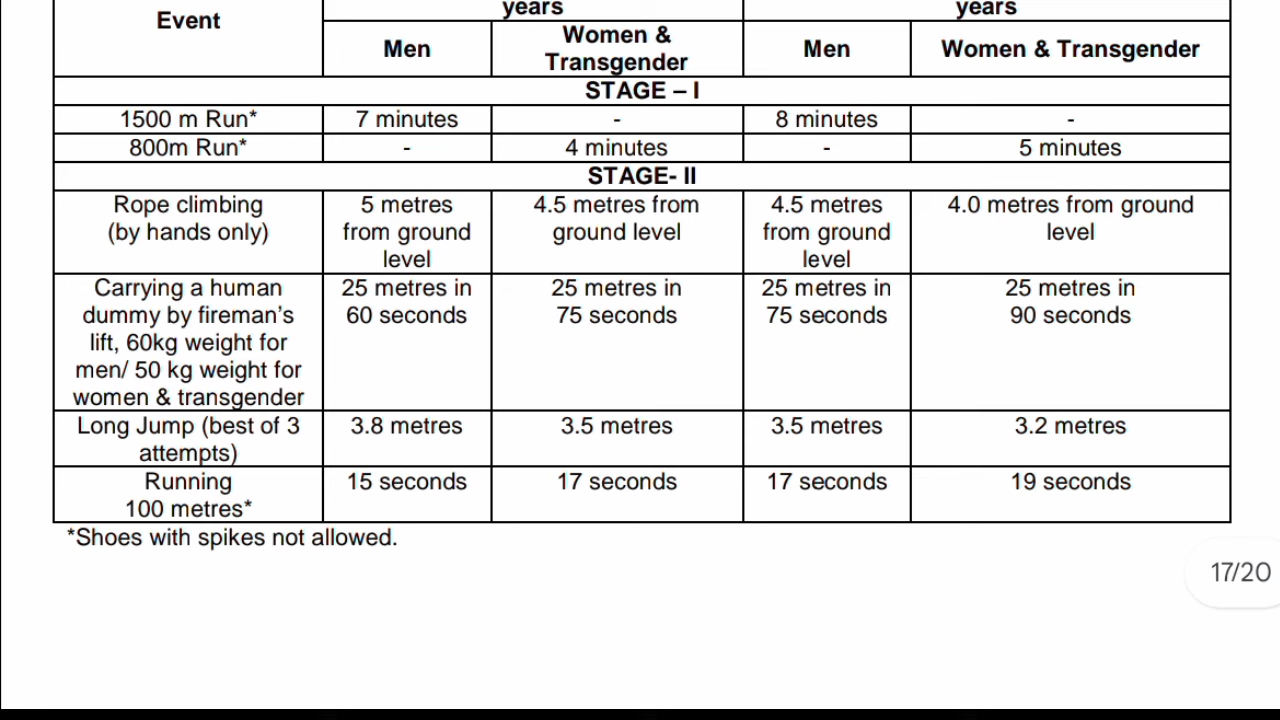 years years
Event
Men Women & Transgender Men Women & Transgender
STAGE – I
1500 m Run* 7 minutes - 8 minutes -
800m Run* - 4 minutes - 5 minutes
STAGE- II
Rope climbing 5 metres 4.5 metres from 4.5 metres 4.0 metres from ground
(by hands only) from ground ground level from ground level
level level
Carrying a human 25 metres in 25 metres in 25 metres in 25 metres in
dummy by fireman’s 60 seconds 75 seconds 75 seconds 90 seconds
lift, 60kg weight for
men/ 50 kg weight for
women & transgender
Long Jump (best of 3 3.8 metres 3.5 metres 3.5 metres 3.2 metres
attempts)
Running 15 seconds 17 seconds 17 seconds 19 seconds
100 metres*
*Shoes with spikes not allowed.
17/20